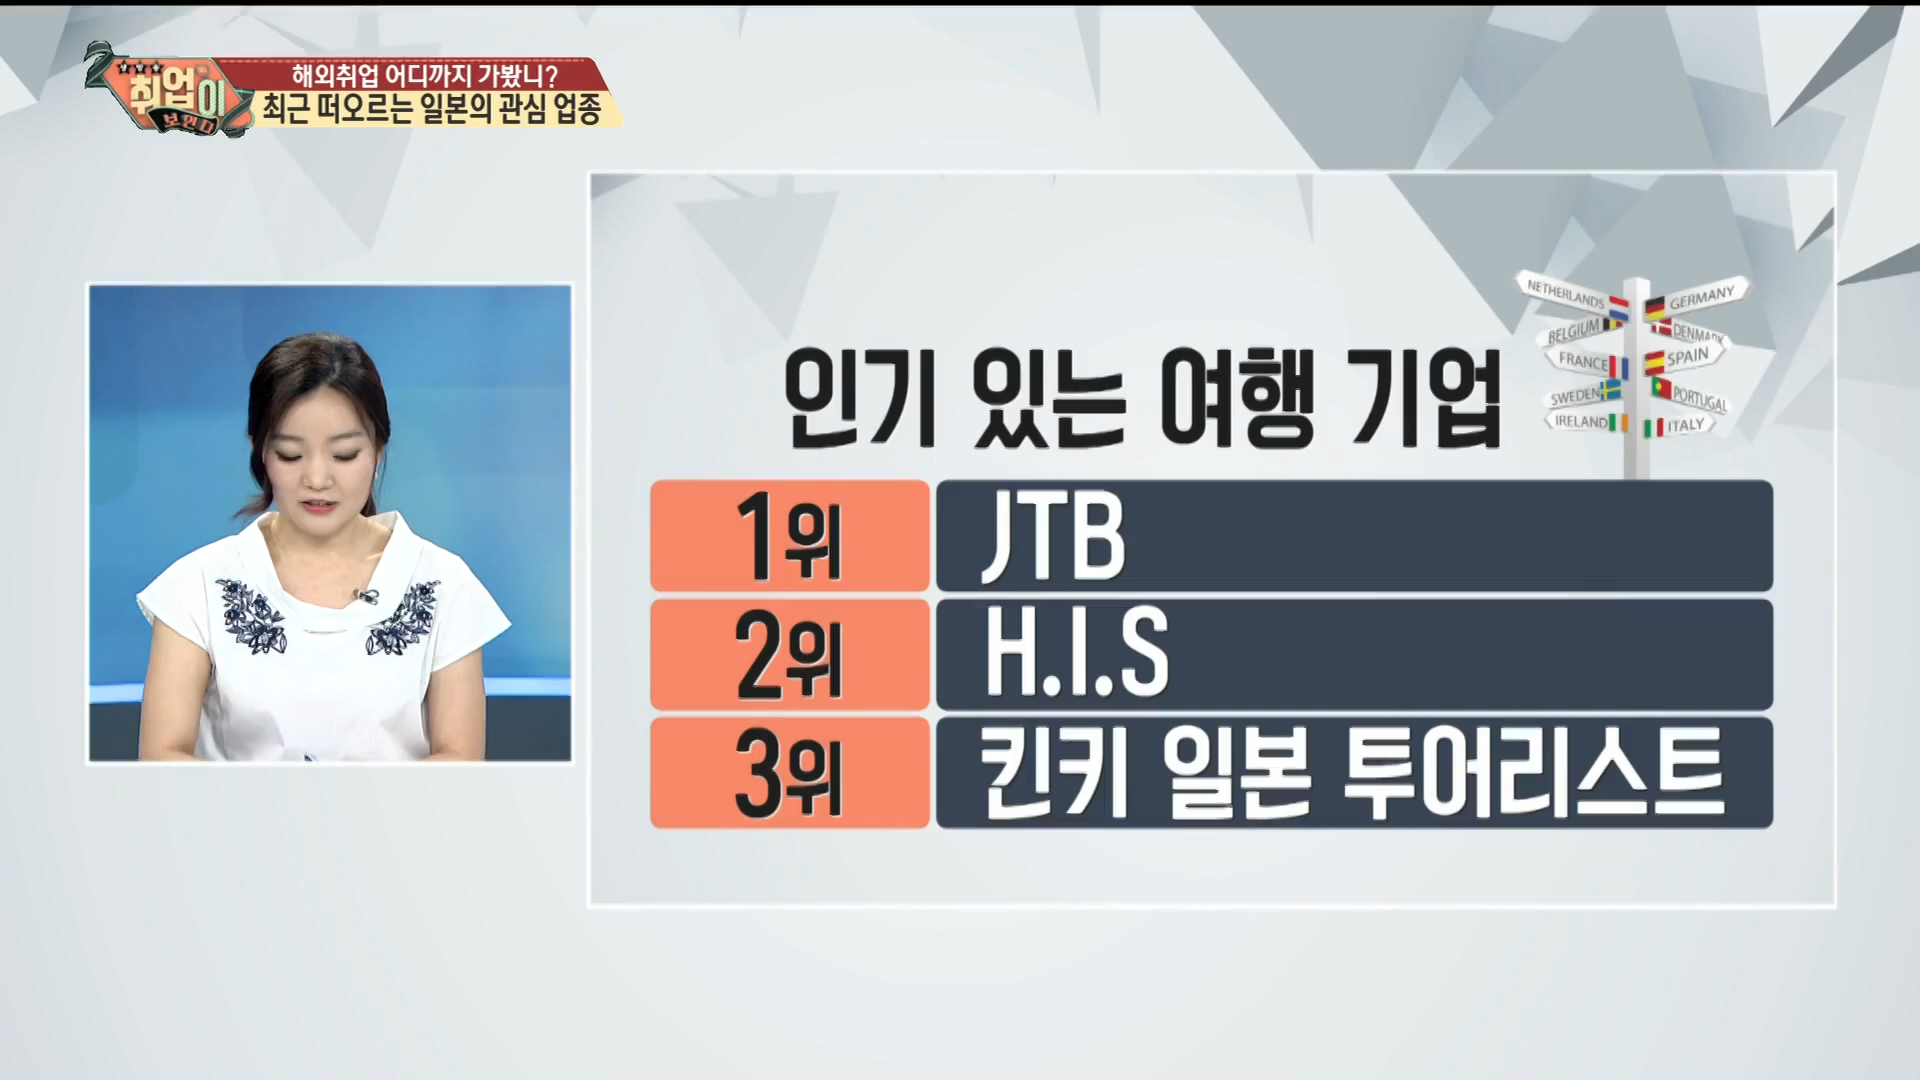 취업이
보인다
해외취업 어디까지 가봤니?
최근 떠오르는 일본의 관심 업종
NETHERLANDS
GERMANY
BELGIUM
DENMARK
FRANCE
SPAIN
SWEDEN
PORTUGAL
IRELAND
ITALY
인기 있는 여행 기업
1위 JTB
2위 H.I.S
3위 킨키 일본 투어리스트